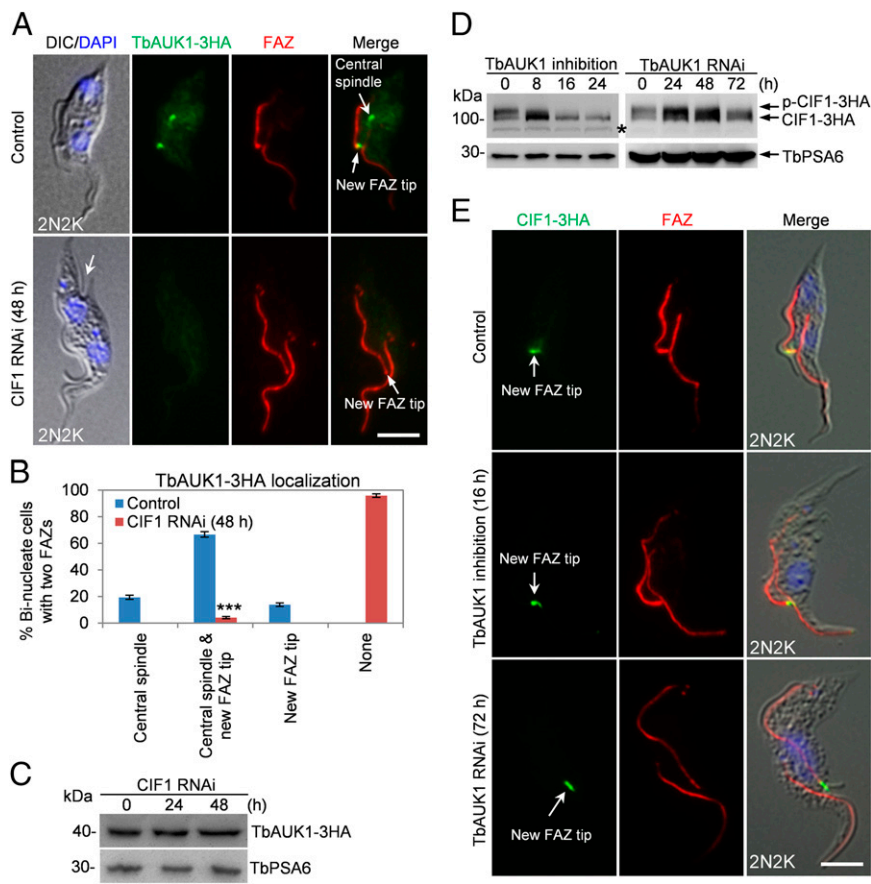 A
DIC/DAPI TbAUK1-3HA FAZ Merge
Control
Central
spindle
New FAZ tip
2N2K
CIF1 RNAi (48 h)
New FAZ tip
2N2K
B
TbAUK1-3HA localization
% Bi-nucleate cells
with two FAZs
100
80
60
40
20
0
Control
CIF1 RNAi (48 h)
***
Central spindle
Central spindle &
new FAZ tip
New FAZ tip
None
C
CIF1 RNAi
kDa 0 24 48 (h)
40- TbAUK1-3HA
30- TbPSA6
D
TbAUK1 inhibition TbAUK1 RNAi
0 8 16 24 0 24 48 72 (h)
kDa
100-
p-CIF1-3HA
CIF1-3HA
*
30- TbPSA6
E
CIF1-3HA FAZ Merge
Control
New FAZ tip
2N2K
TbAUK1 inhibition (16 h)
New FAZ tip
2N2K
TbAUK1 RNAi (72 h)
New FAZ tip
2N2K